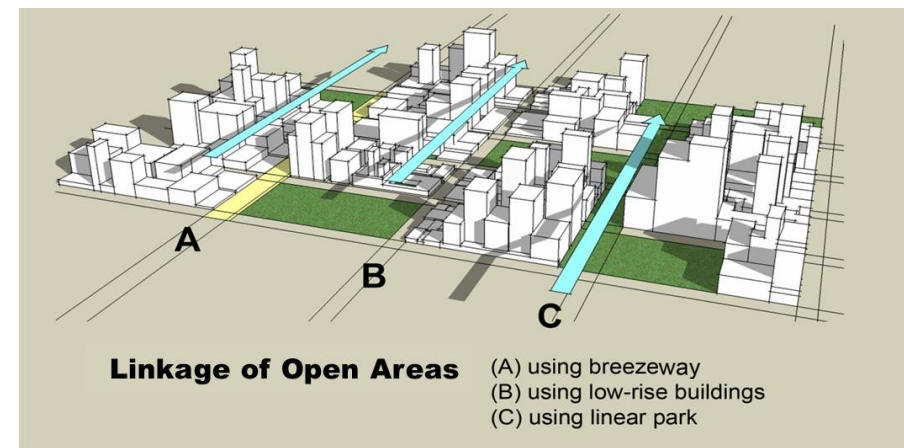 A
B
C
Linkage of Open Areas
(A) using breezeway
(B) using low-rise buildings
(C) using linear park